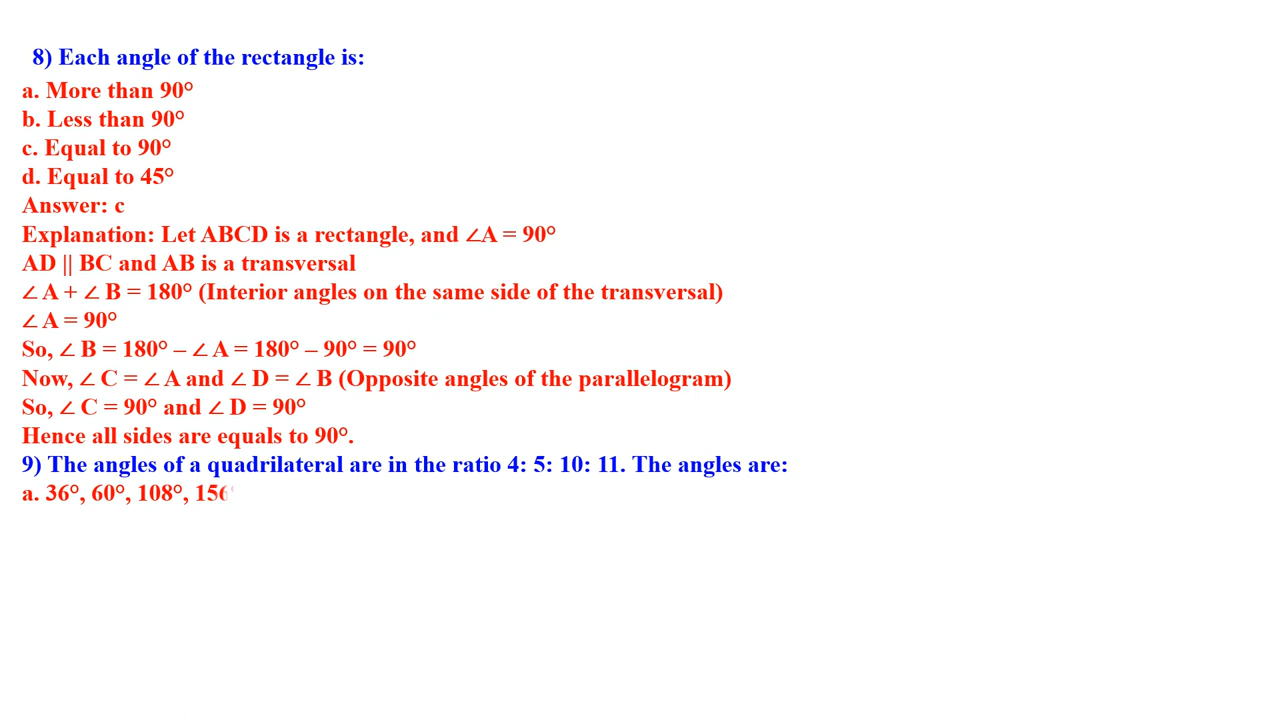 8) Each angle of the rectangle is:
a. More than 90°
b. Less than 90°
c. Equal to 90°
d. Equal to 45°
Answer: c
Explanation: Let ABCD is a rectangle, and ∠A = 90°
AD || BC and AB is a transversal
∠ A + ∠ B = 180° (Interior angles on the same side of the transversal)
∠ A = 90°
So, ∠ B = 180° – ∠ A = 180° – 90° = 90°
Now, ∠ C = ∠ A and ∠ D = ∠ B (Opposite angles of the parallelogram)
So, ∠ C = 90° and ∠ D = 90°
Hence all sides are equals to 90°.
9) The angles of a quadrilateral are in the ratio 4: 5: 10: 11. The angles are:
a. 36°, 60°, 108°, 156°